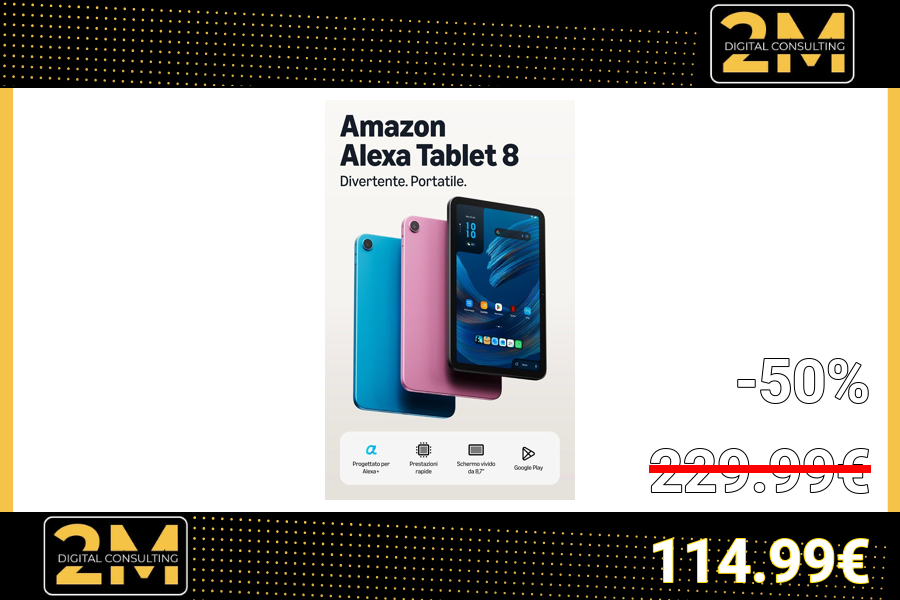 2M
DIGITAL CONSULTING
Amazon
Alexa Tablet 8
Divertente. Portatile.
Progettato per
Alexa+
Prestazioni
rapide
Schermo vivido
da 8,7"
Google Play
-50%
229.99€
2M
DIGITAL CONSULTING
114.99€